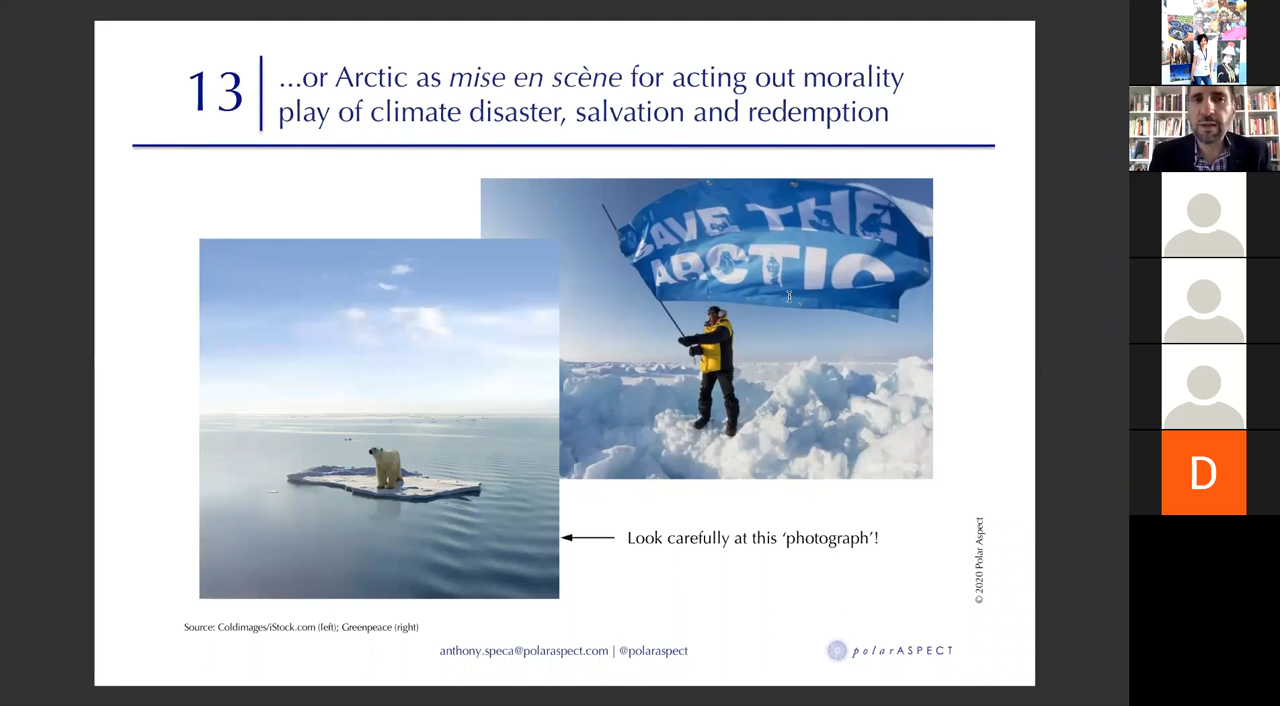 13
...or Arctic as mise en scène for acting out morality
play of climate disaster, salvation and redemption
SAVE THE
ARCTIC
Look carefully at this ‘photograph’!
© 2020 Polar Aspect
Source: Coldimages/iStock.com (left); Greenpeace (right)
anthony.speca@polaraspect.com | @polaraspect
polarASPECT
D